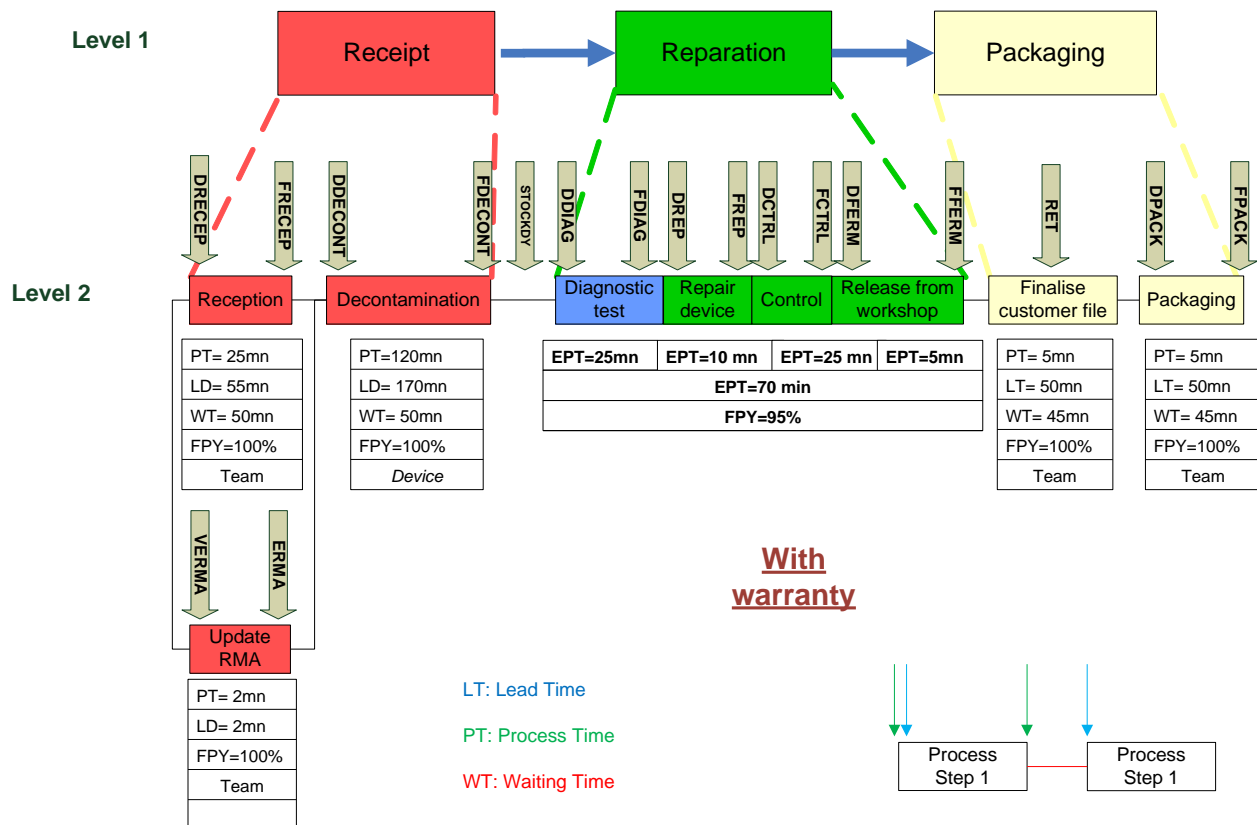 Level 1
Receipt
Reparation
Packaging
DRECEP
FRECEP
DDECONT
FDECONT
STOCKDY
DDIAG
FDIAG
DREP
FREP
DCTRL
FCTRL
DFERM
FFERM
RET
DPACK
FPACK
Level 2
Reception
Decontamination
Diagnostic
test
Repair
device
Control
Release from
workshop
Finalise
customer file
Packaging
PT= 25mn
LD= 55mn
WT= 50mn
FPY=100%
Team
PT=120mn
LD= 170mn
WT= 50mn
FPY=100%
Device
EPT=25mn
EPT=10 mn
EPT=25 mn
EPT=5mn
EPT=70 min
FPY=95%
PT= 5mn
LT= 50mn
WT= 45mn
FPY=100%
Team
PT= 5mn
LT= 50mn
WT= 45mn
FPY=100%
Team
VERMA
ERMA
Update
RMA
PT= 2mn
LD= 2mn
FPY=100%
Team
With
warranty
LT: Lead Time
PT: Process Time
WT: Waiting Time
Process
Step 1
Process
Step 1